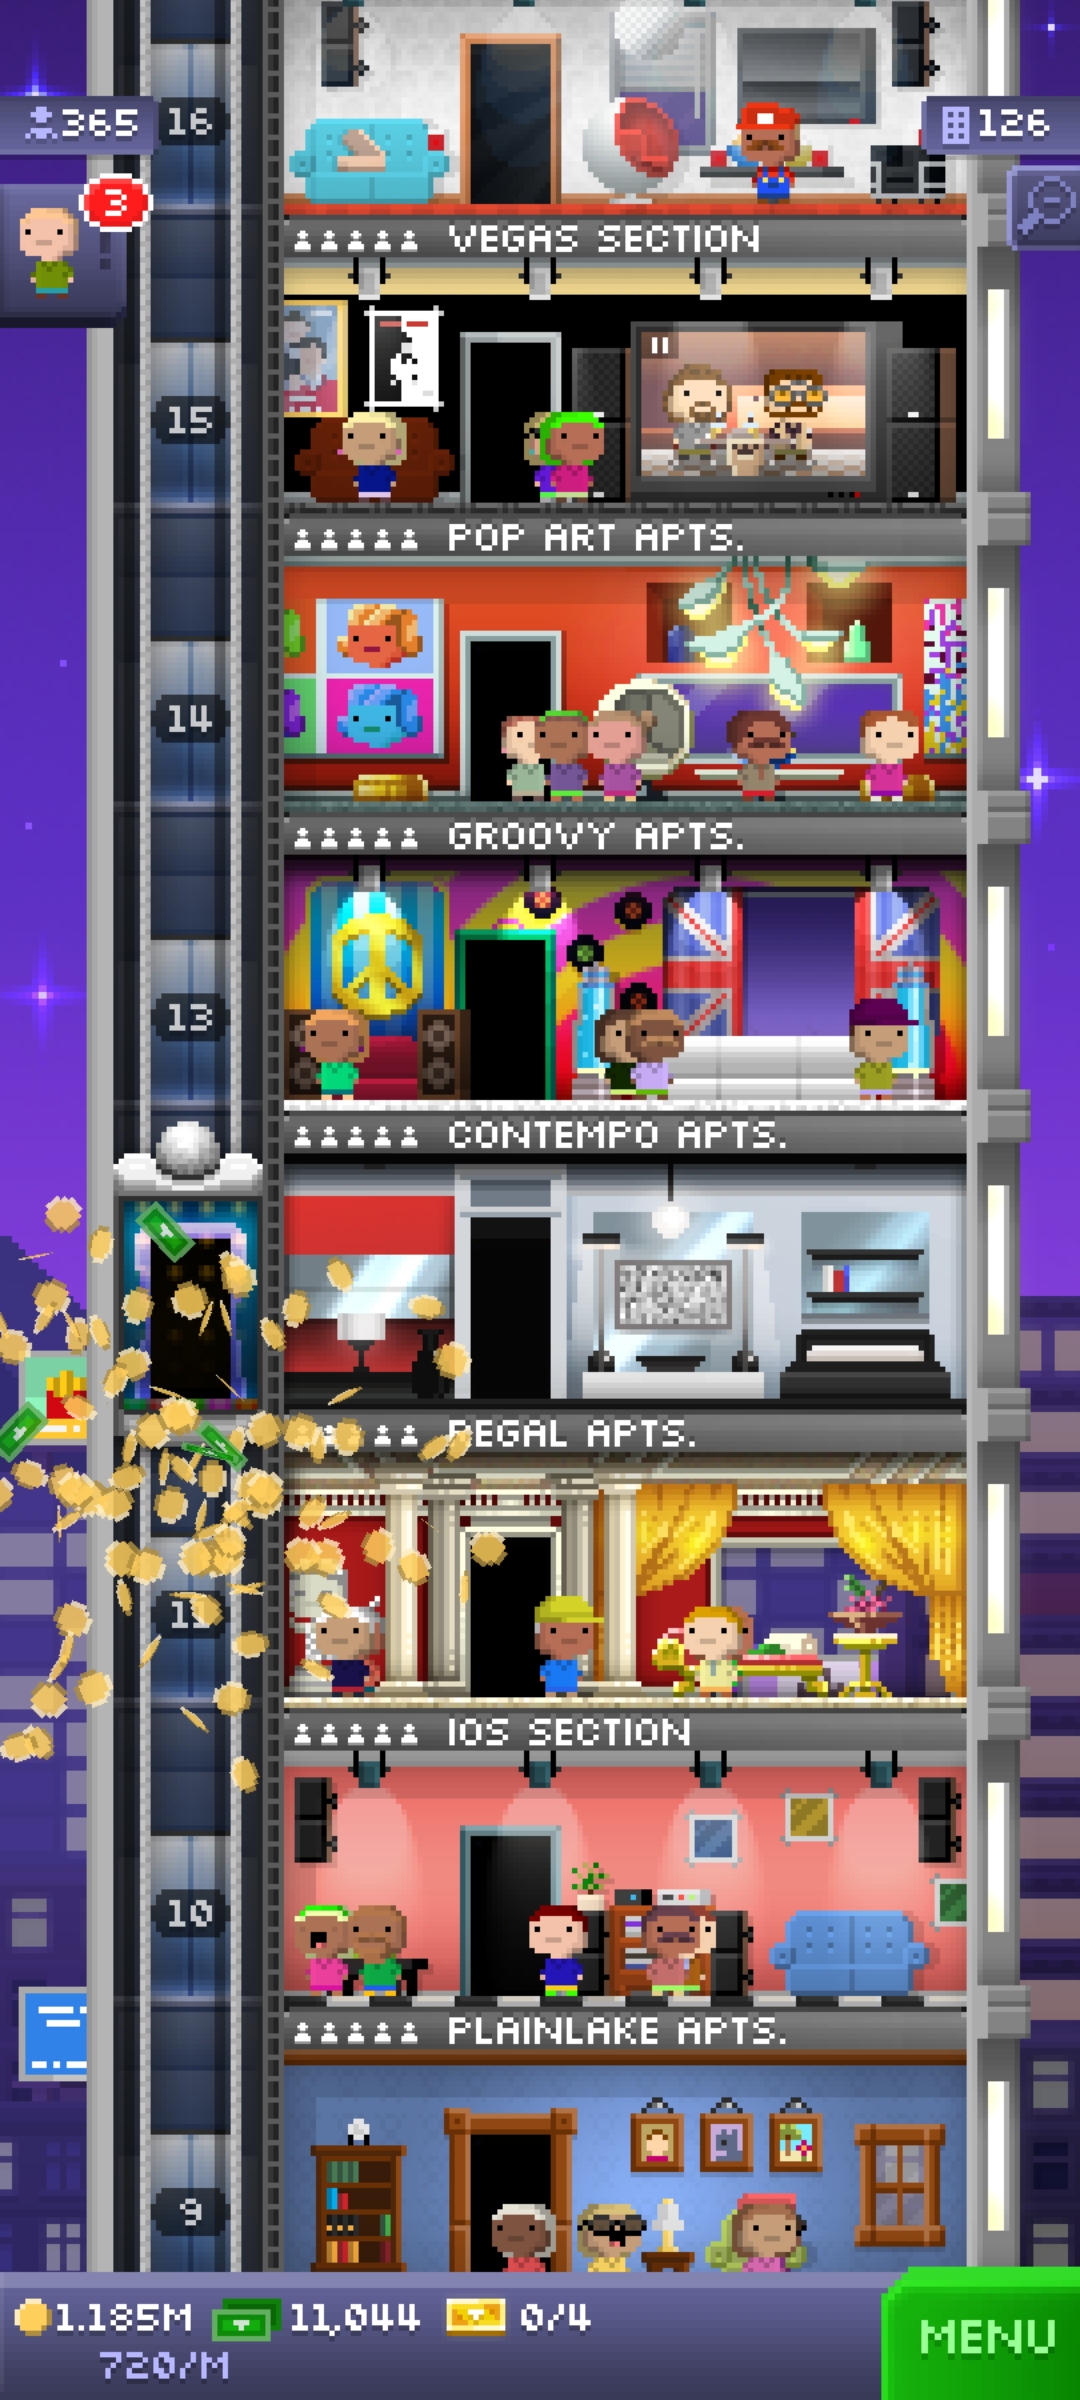 16
365
126
3
VEGAS SECTION
15
POP ART APTS.
14
GROOVY APTS.
13
CONTEMPO APTS.
REGAL APTS.
IOS SECTION
10
PLAINLAKE APTS.
9
1.185M 11,044 0/4
720/M
MENU